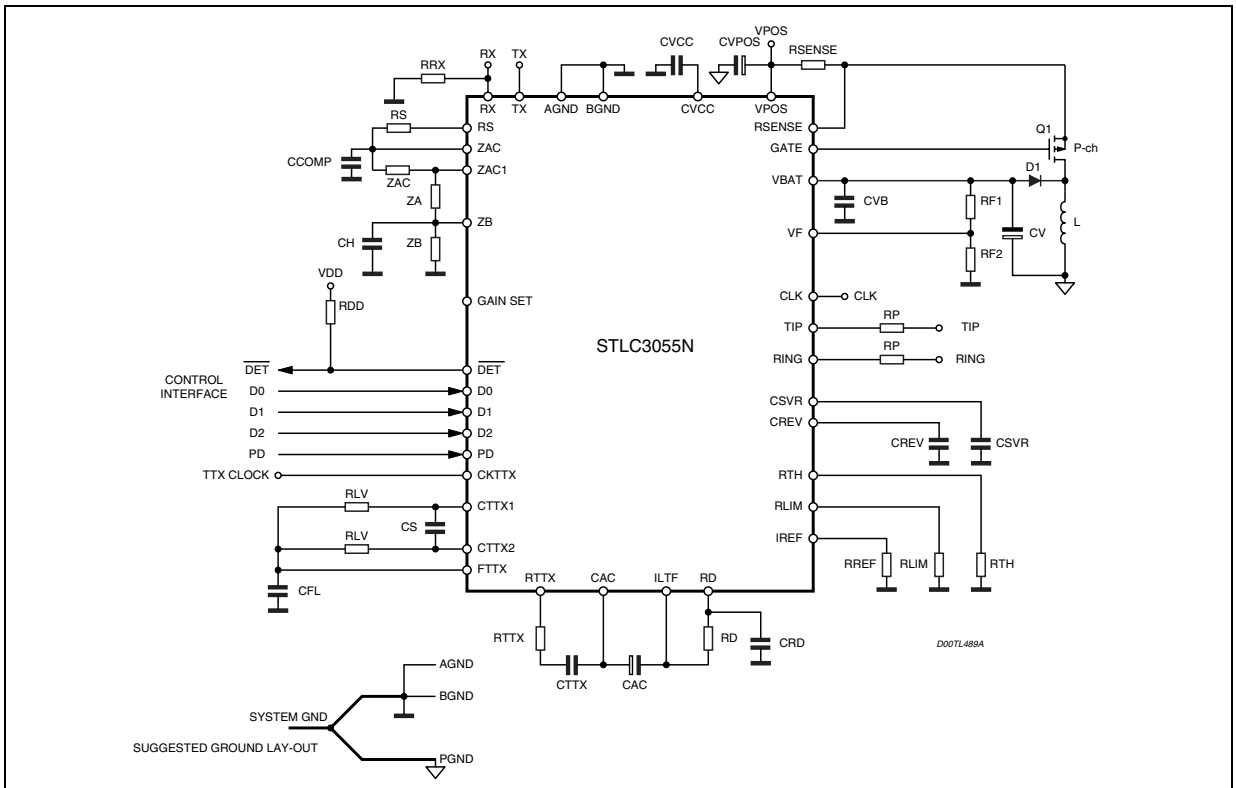 VPOS
RX TX CVCC CVPOS RSENSE
RRX
RX TX AGND BGND CVCC VPOS
RS RS RSENSE
Q1
ZAC GATE P-ch
CCOMP
ZAC ZAC1 D1
VBAT
ZA CVB RF1
ZB L
CH ZB VF CV
RF2
VDD
RDD GAIN SET CLK CLK
RP
TIP TIP
STLC3055N
RP
RING RING
DET DET
CONTROL INTERFACE
D0 D0
CSVR
D1 D1
CREV
D2 D2 CREV CSVR
PD PD
TTX CLOCK CKTTX RTH
RLV CTTX1 RLIM
CS
IREF
RLV CTTX2
RREF RLIM RTH
FTTX
CFL RTTX CAC ILTF RD
RTTX RD CRD
D00TL489A
CTTX CAC
AGND
BGND
SYSTEM GND
SUGGESTED GROUND LAY-OUT
PGND